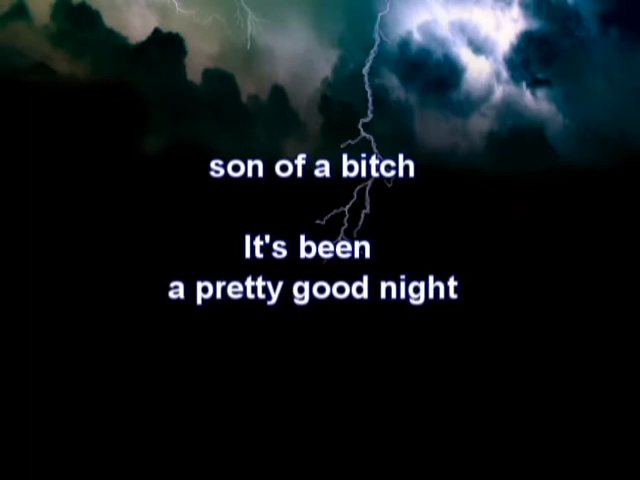 son of a bitch
It's been
a pretty good night